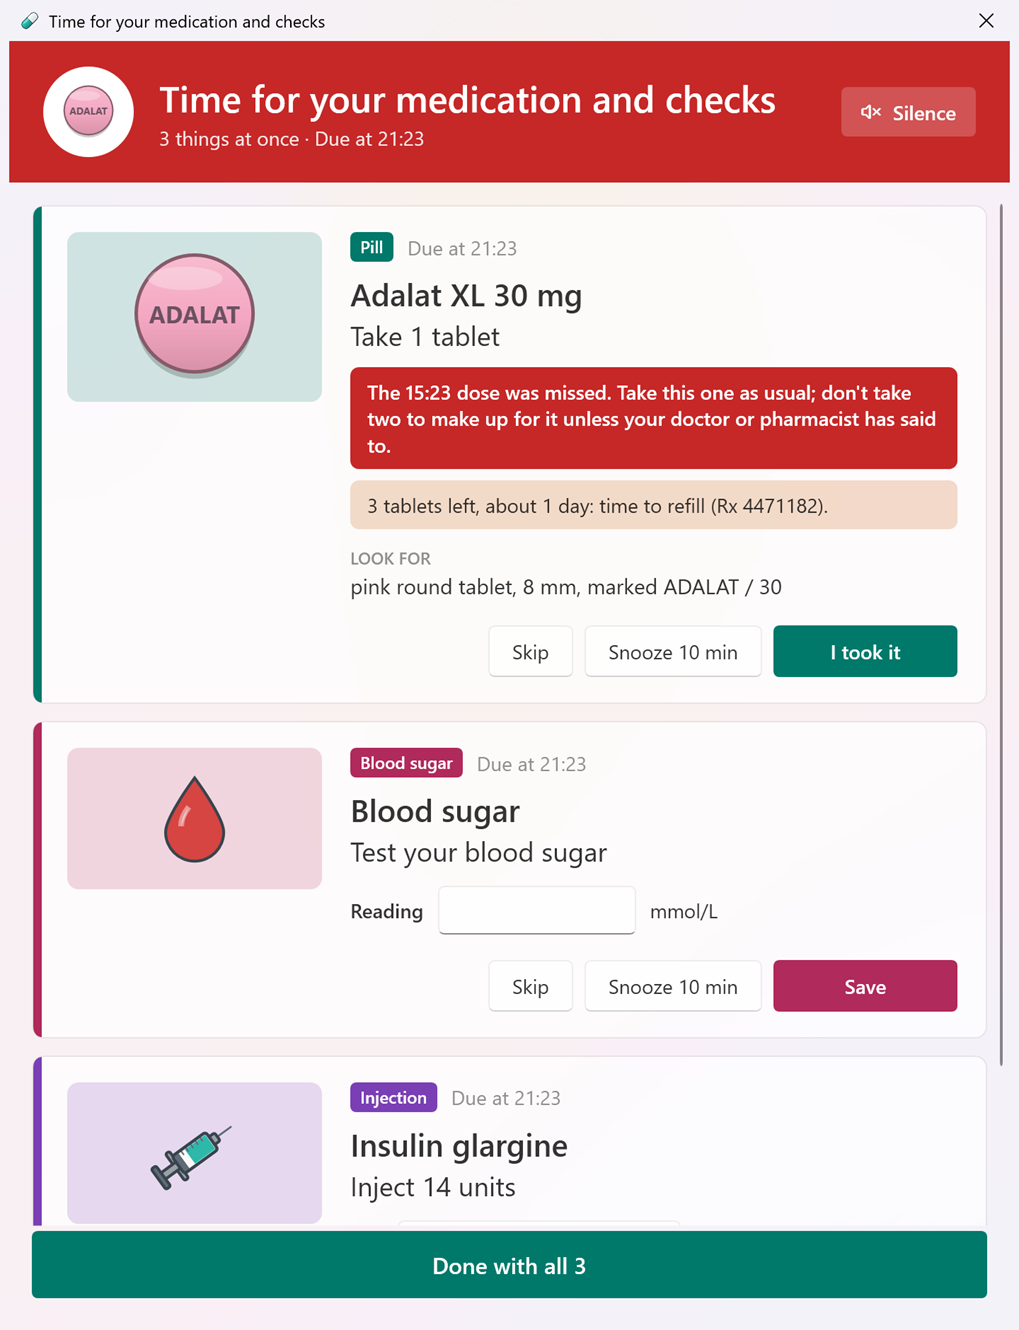 Time for your medication and checks
ADALAT
Time for your medication and checks
3 things at once · Due at 21:23
Silence
ADALAT
Pill
Due at 21:23
Adalat XL 30 mg
Take 1 tablet
The 15:23 dose was missed. Take this one as usual; don't take
two to make up for it unless your doctor or pharmacist has said
to.
3 tablets left, about 1 day: time to refill (Rx 4471182).
LOOK FOR
pink round tablet, 8 mm, marked ADALAT / 30
Skip
Snooze 10 min
I took it
Blood sugar
Due at 21:23
Blood sugar
Test your blood sugar
Reading
mmol/L
Skip
Snooze 10 min
Save
Injection
Due at 21:23
Insulin glargine
Inject 14 units
Done with all 3